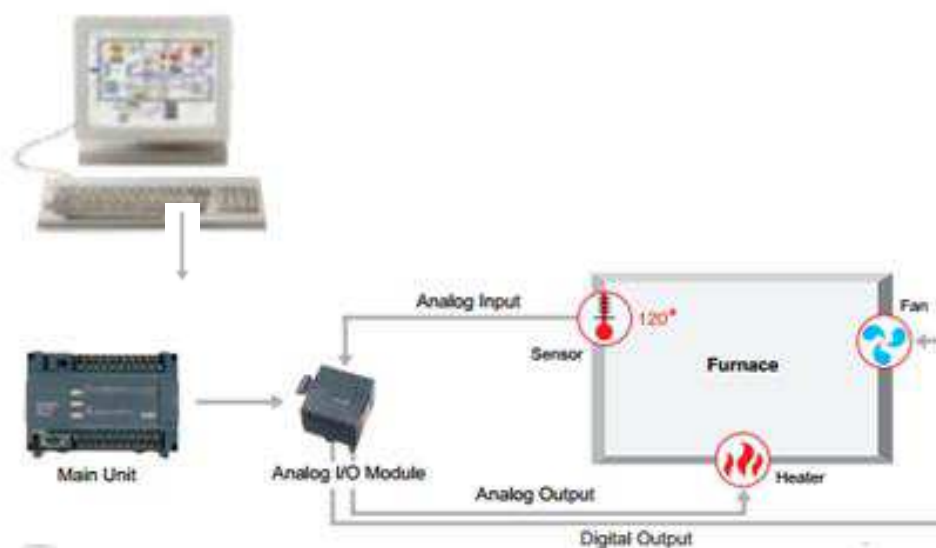 Analog Input
120°
Sensor
Fan
Furnace
Main Unit
Analog I/O Module
Analog Output
Heater
Digital Output